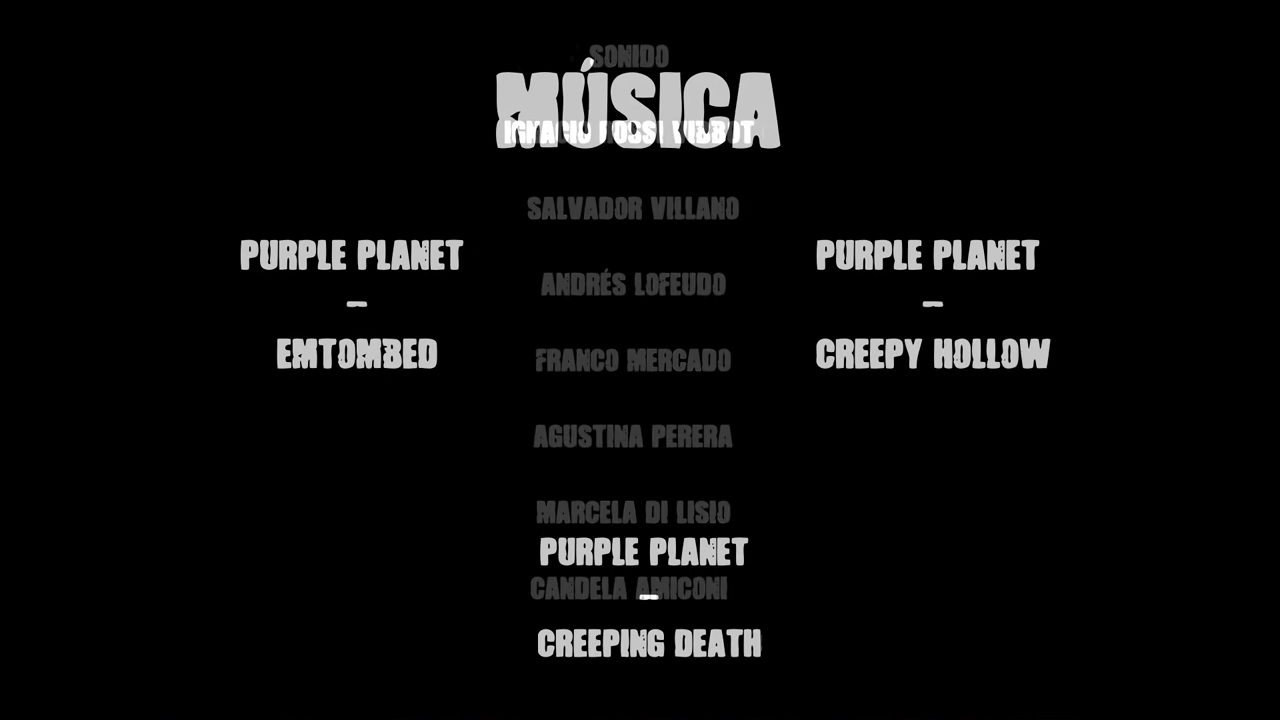 SONIDO
MÚSICA
IGNACIO
SALVADOR VILLANO
PURPLE PLANET
–
EMTOMBED
PURPLE PLANET
–
CREEPY HOLLOW
ANDRÉS LOFEUDO
FRANCO MERCADO
AGUSTINA PERERA
MARCELA DI LISIO
PURPLE PLANET
CANDELA AMICONI
–
CREEPING DEATH